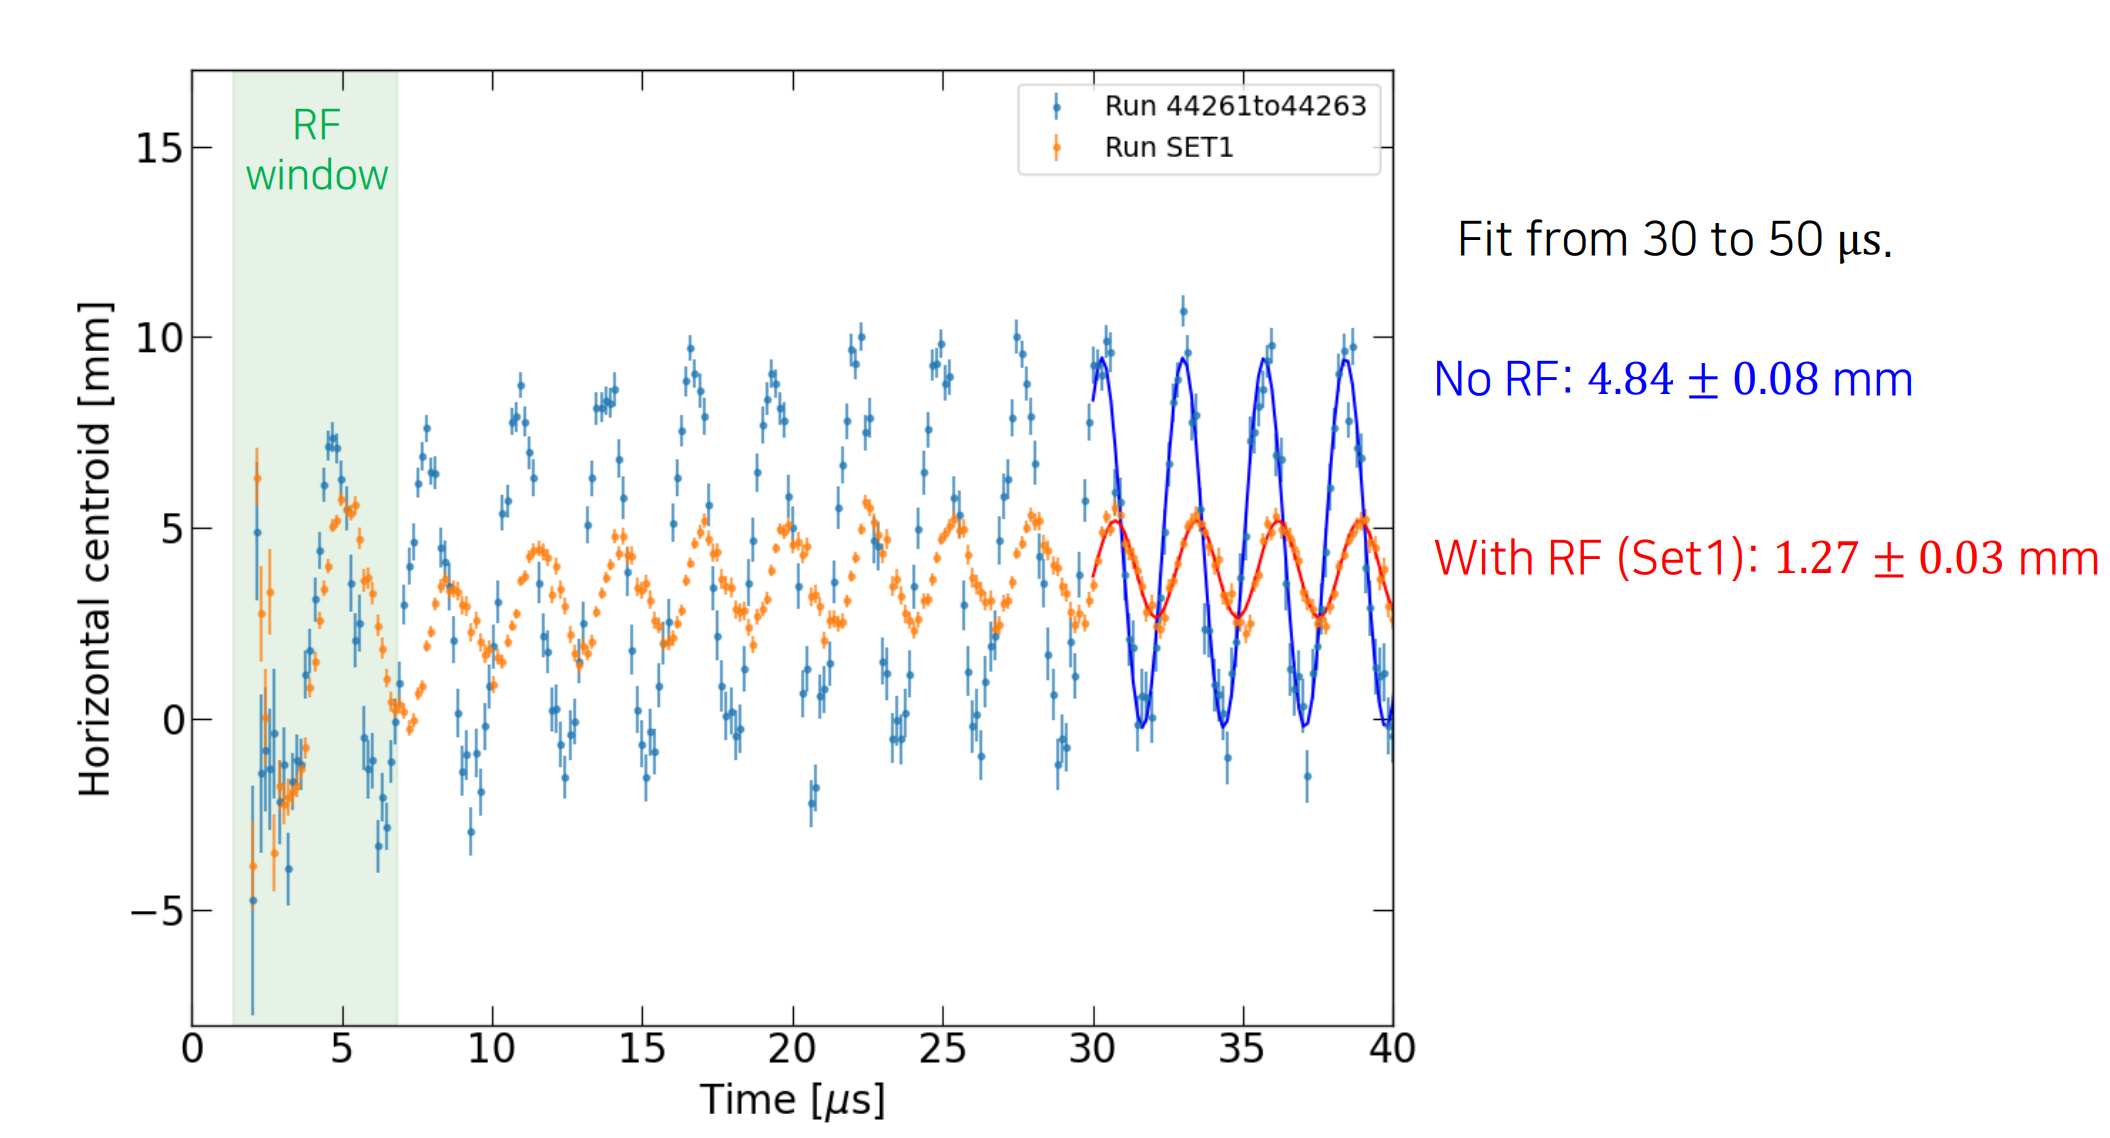 RF
window
Run 44261to44263
Run SET1
15
10
5
0
−5
Horizontal centroid [mm]
0 5 10 15 20 25 30 35 40
Time [μs]
Fit from 30 to 50 μs.
No RF: 4.84 ± 0.08 mm
With RF (Set1): 1.27 ± 0.03 mm